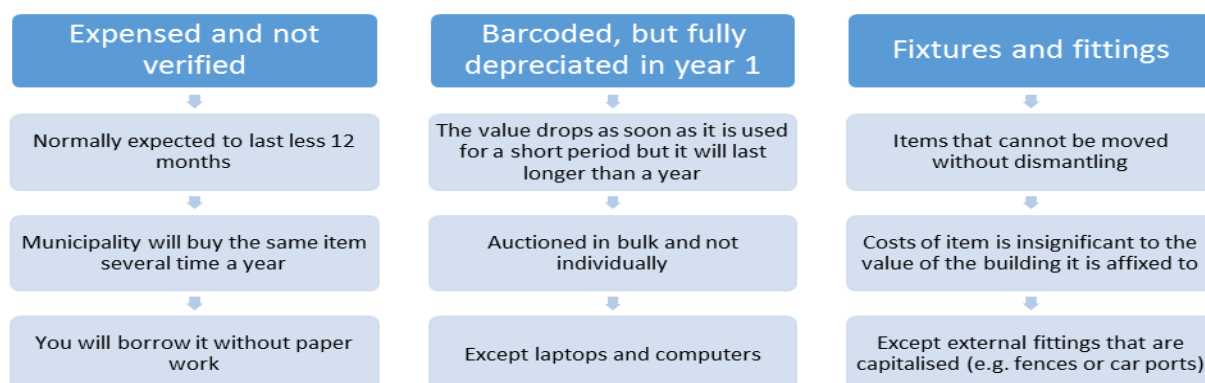 Expensed and not
verified
Normally expected to last less 12
months
Municipality will buy the same item
several time a year
You will borrow it without paper
work
Barcoded, but fully
depreciated in year 1
The value drops as soon as it is used
for a short period but it will last
longer than a year
Auctioned in bulk and not
individually
Except laptops and computers
Fixtures and fittings
Items that cannot be moved
without dismantling
Costs of item is insignificant to the
value of the building it is affixed to
Except external fittings that are
capitalised (e.g. fences or car ports)